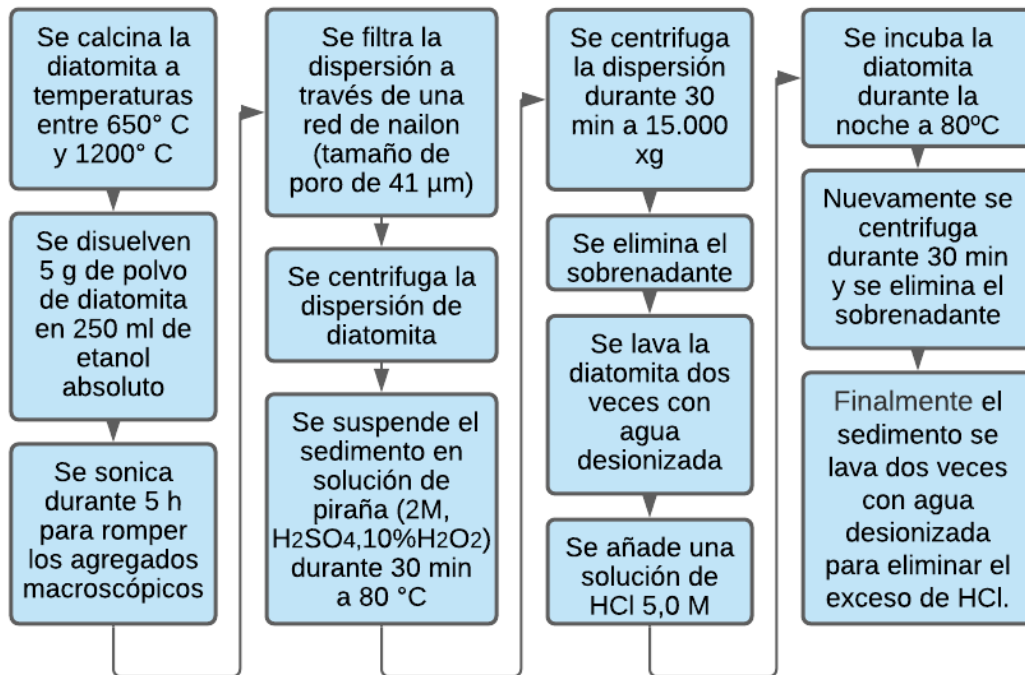 Se calcina la
diatomita a
temperaturas
entre 650° C
y 1200° C
Se disuelven
5 g de polvo
de diatomita
en 250 ml de
etanol
absoluto
Se sonica
durante 5 h
para romper
los agregados
macroscópicos
Se filtra la
dispersión a
través de una
red de nailon
(tamaño de
poro de 41 µm)
Se centrifuga la
dispersión de
diatomita
Se suspende el
sedimento en
solución de
piraña (2M,
H2SO4,10%H2O2)
durante 30 min
a 80 °C
Se centrifuga
la dispersión
durante 30
min a 15.000
xg
Se elimina el
sobrenadante
Se lava la
diatomita dos
veces con
agua
desionizada
Se añade una
solución de
HCl 5,0 M
Se incuba la
diatomita
durante la
noche a 80ºC
Nuevamente se
centrifuga
durante 30 min
y se elimina el
sobrenadante
Finalmente el
sedimento se
lava dos veces
con agua
desionizada
para eliminar el
exceso de HCl.